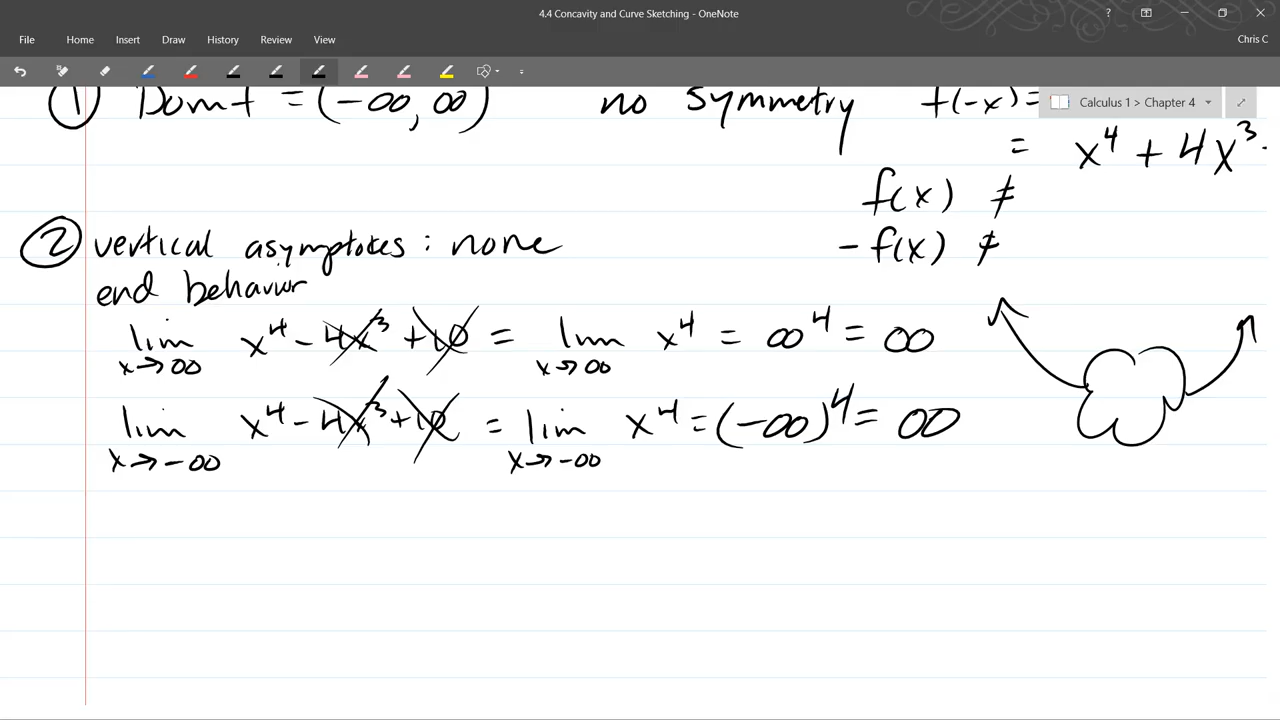 4.4 Concavity and Curve Sketching - OneNote
File Home Insert Draw History Review View Chris C
Calculus 1 > Chapter 4
① Dom f = (-∞, ∞) no symmetry f(-x) =
= x⁴ + 4x³
f(x) ≠
② vertical asymptotes : none -f(x) ≠
end behavior
lim x→∞ x⁴ - 4x³ + 10 = lim x→∞ x⁴ = ∞⁴ = ∞
lim x→-∞ x⁴ - 4x³ + 10 = lim x→-∞ x⁴ = (-∞)⁴ = ∞